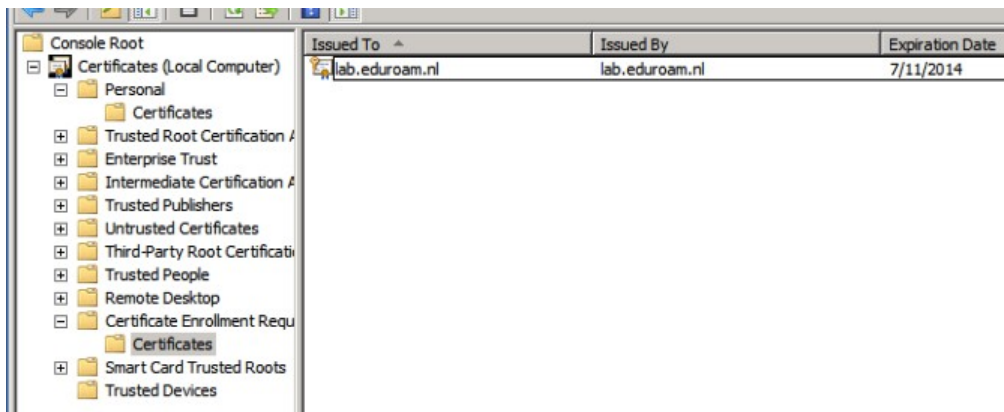 Console Root
Certificates (Local Computer)
Personal
Certificates
Trusted Root Certification A
Enterprise Trust
Intermediate Certification A
Trusted Publishers
Untrusted Certificates
Third-Party Root Certificati
Trusted People
Remote Desktop
Certificate Enrollment Requ
Certificates
Smart Card Trusted Roots
Trusted Devices
Issued To Issued By Expiration Date
lab.eduroam.nl lab.eduroam.nl 7/11/2014